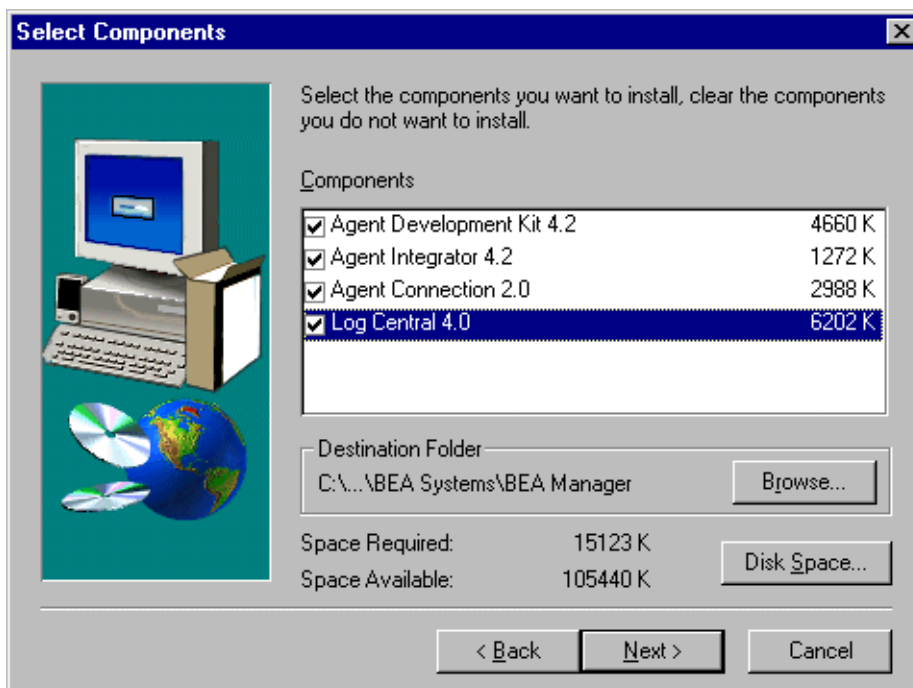 Select Components
Select the components you want to install, clear the components
you do not want to install.
Components
Agent Development Kit 4.2 4660 K
Agent Integrator 4.2 1272 K
Agent Connection 2.0 2988 K
Log Central 4.0 6202 K
Destination Folder
C:\...\BEA Systems\BEA Manager Browse...
Space Required: 15123 K
Space Available: 105440 K
Disk Space...
< Back Next > Cancel